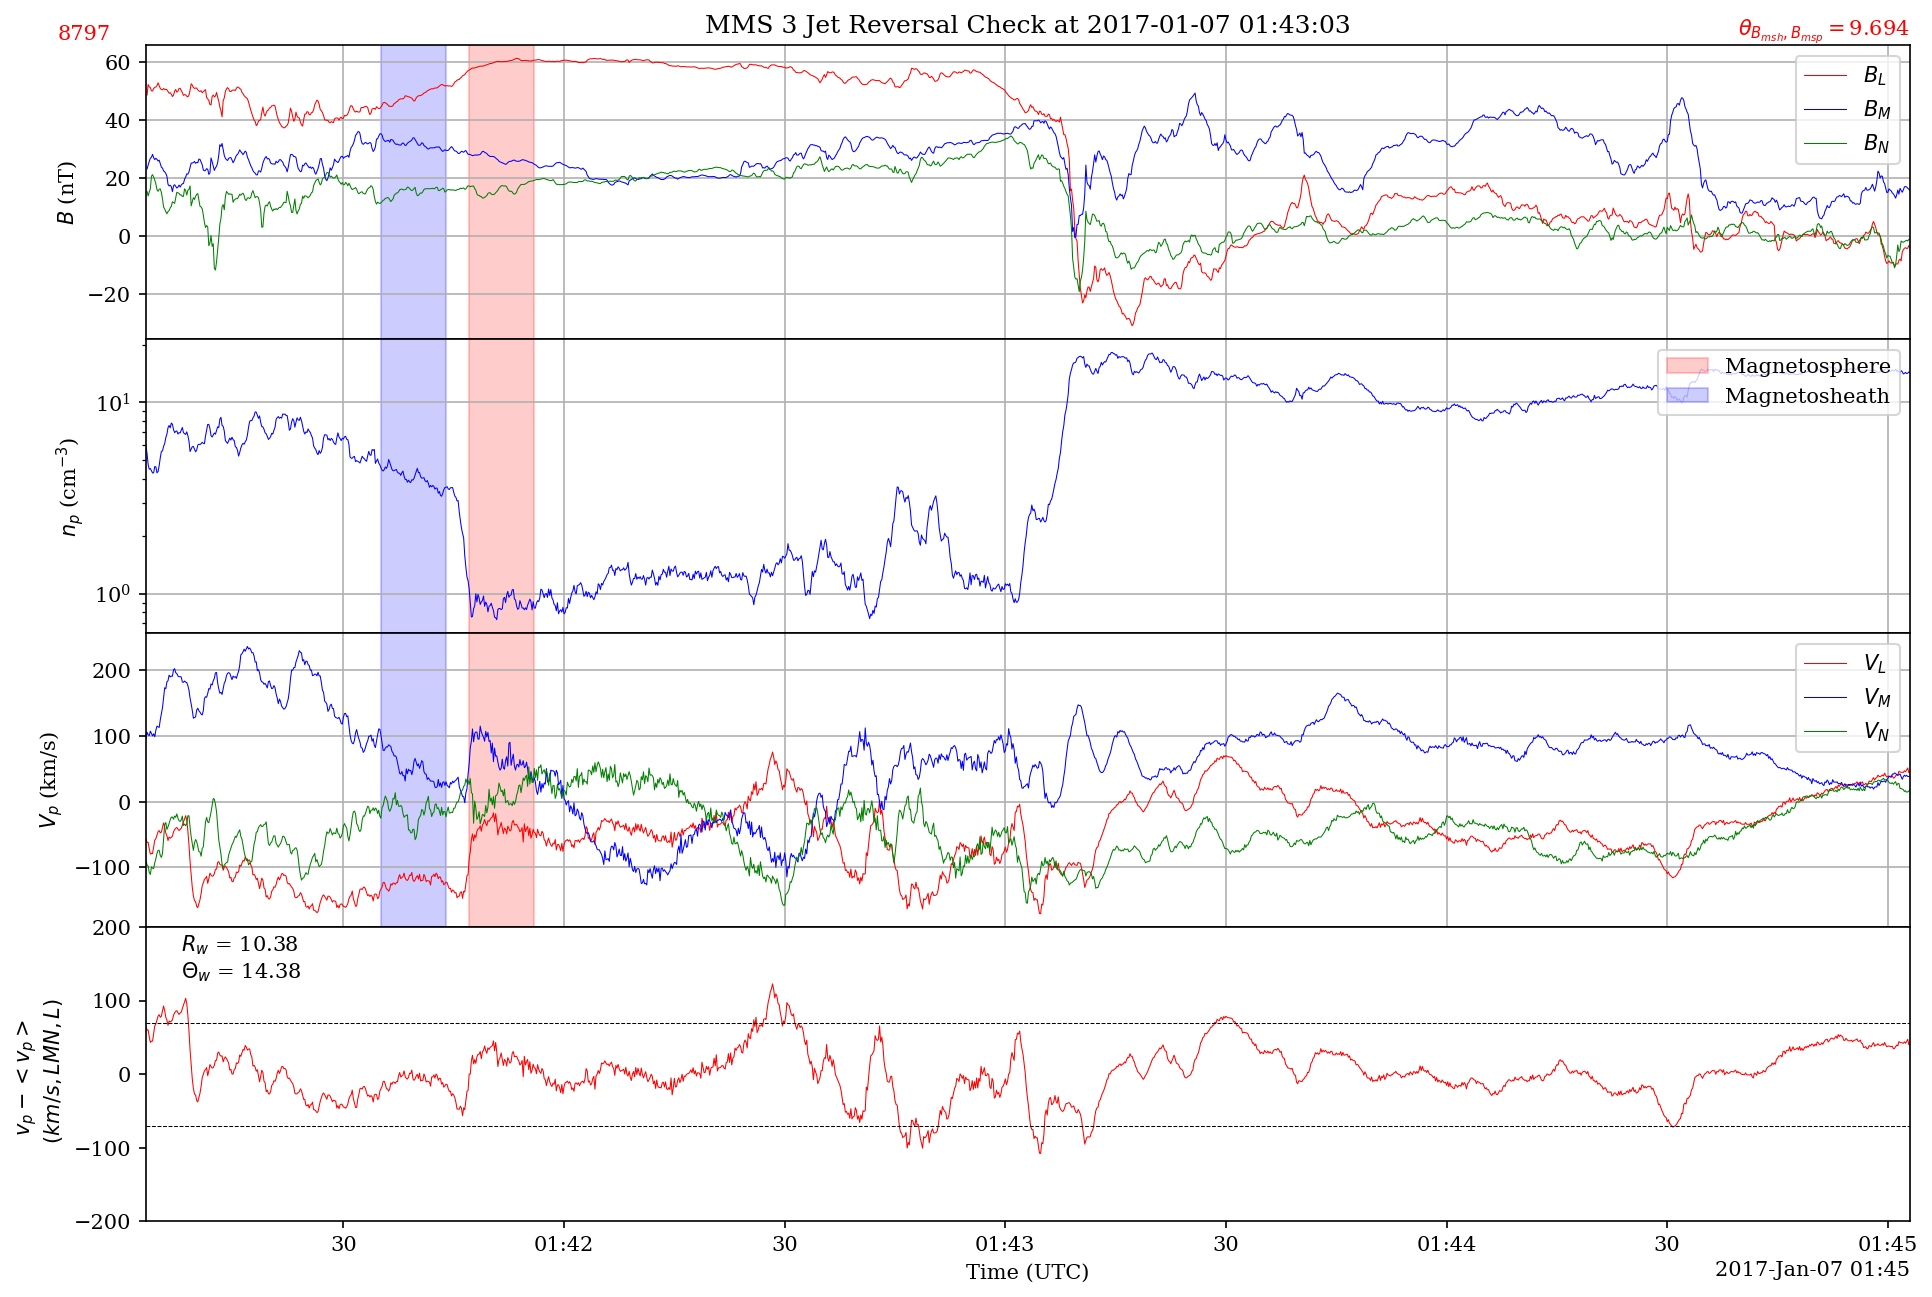 8797
MMS 3 Jet Reversal Check at 2017-01-07 01:43:03
θ_{B_{msh}, B_{msp}} = 9.694
60
40
20
0
−20
B (nT)
B_L
B_M
B_N
10^1
10^0
n_p (cm^{−3})
Magnetosphere
Magnetosheath
200
100
0
−100
V_p (km/s)
V_L
V_M
V_N
200
100
0
−100
−200
v_p − < v_p >
(km/s, LMN, L)
R_w = 10.38
Θ_w = 14.38
30
01:42
30
01:43
30
01:44
30
01:45
Time (UTC)
2017-Jan-07 01:45